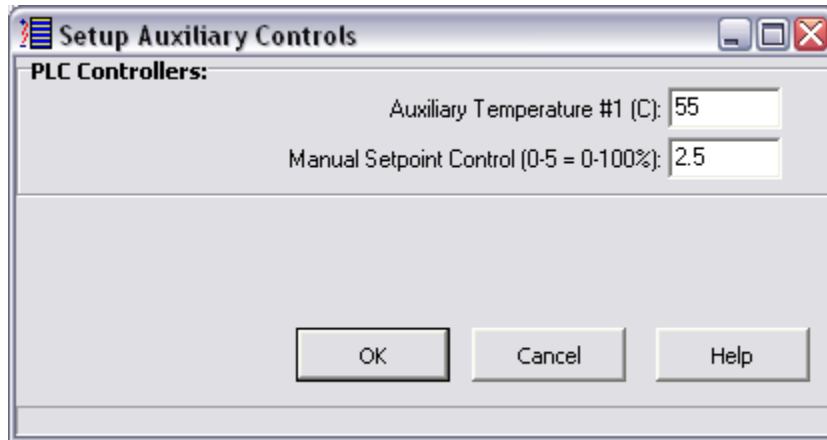 Setup Auxiliary Controls
PLC Controllers:
Auxiliary Temperature #1 (C): 55
Manual Setpoint Control (0-5 = 0-100%): 2.5
OK Cancel Help